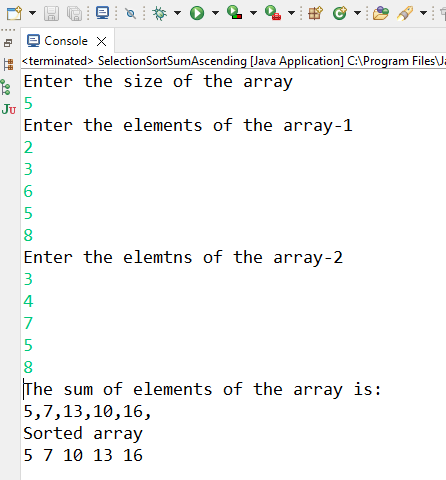 Console
<terminated> SelectionSortSumAscending [Java Application] C:\Program Files\Ja
Ju
Enter the size of the array
5
Enter the elements of the array-1
2
3
6
5
8
Enter the elemtns of the array-2
3
4
7
5
8
The sum of elements of the array is:
5,7,13,10,16,
Sorted array
5 7 10 13 16